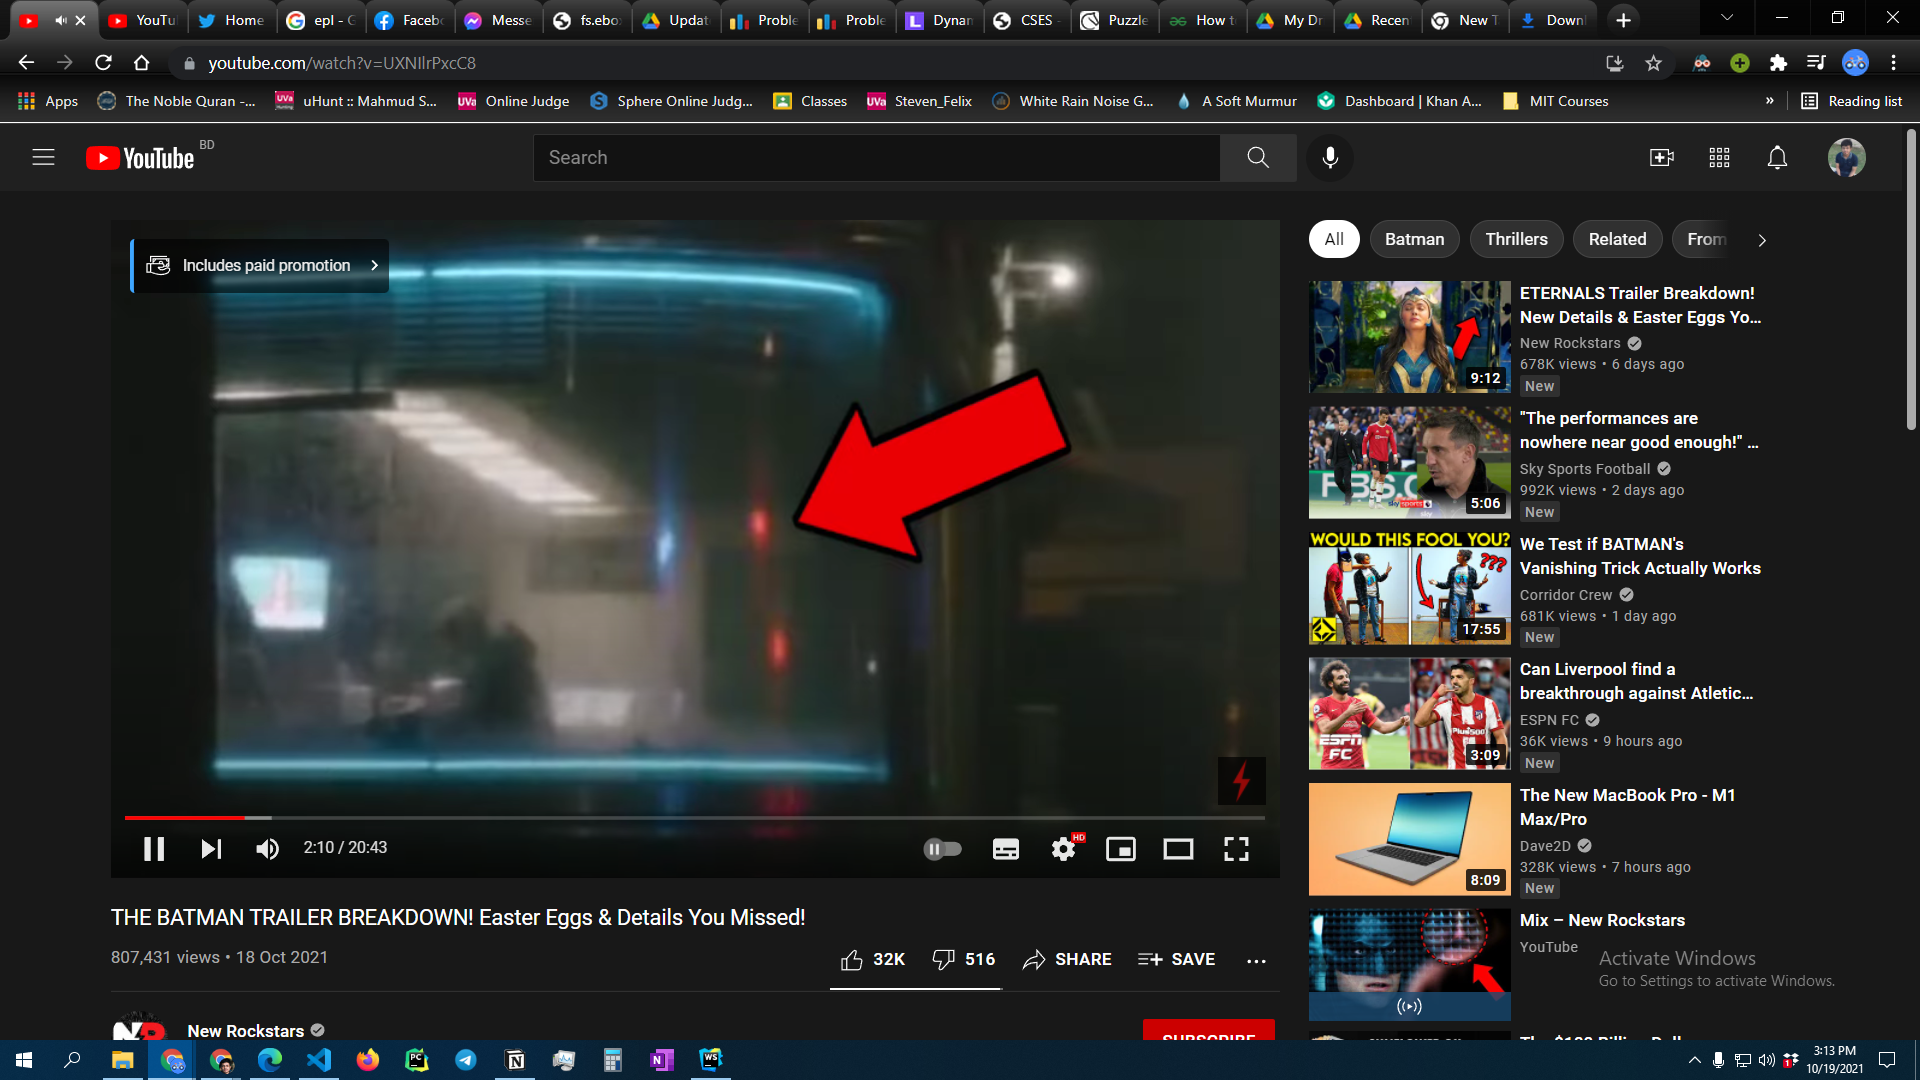 YouTu
Home
epl - G
Faceb
Messe
fs.ebo
Updat
Proble
Proble
Dynan
CSES
Puzzle
How t
My Dr
Recen
New T
Downl
youtube.com/watch?v=UXNIlrPxcC8
Apps
The Noble Quran -...
uHunt :: Mahmud S...
Online Judge
Sphere Online Judg...
Classes
Steven_Felix
White Rain Noise G...
A Soft Murmur
Dashboard | Khan A...
MIT Courses
»
Reading list
YouTube BD
Search
Includes paid promotion
All
Batman
Thrillers
Related
From
ETERNALS Trailer Breakdown!
New Details & Easter Eggs Yo...
New Rockstars
678K views • 6 days ago
New
9:12
"The performances are
nowhere near good enough!" ...
Sky Sports Football
992K views • 2 days ago
New
5:06
WOULD THIS FOOL YOU?
???
17:55
We Test if BATMAN's
Vanishing Trick Actually Works
Corridor Crew
681K views • 1 day ago
New
Can Liverpool find a
breakthrough against Atletic...
ESPN FC
36K views • 9 hours ago
New
ESPN
FC
3:09
The New MacBook Pro - M1
Max/Pro
Dave2D
328K views • 7 hours ago
New
8:09
Mix – New Rockstars
YouTube
2:10 / 20:43
HD
THE BATMAN TRAILER BREAKDOWN! Easter Eggs & Details You Missed!
807,431 views • 18 Oct 2021
32K
516
SHARE
SAVE
New Rockstars
SUBSCRIBE
Activate Windows
Go to Settings to activate Windows.
3:13 PM
10/19/2021